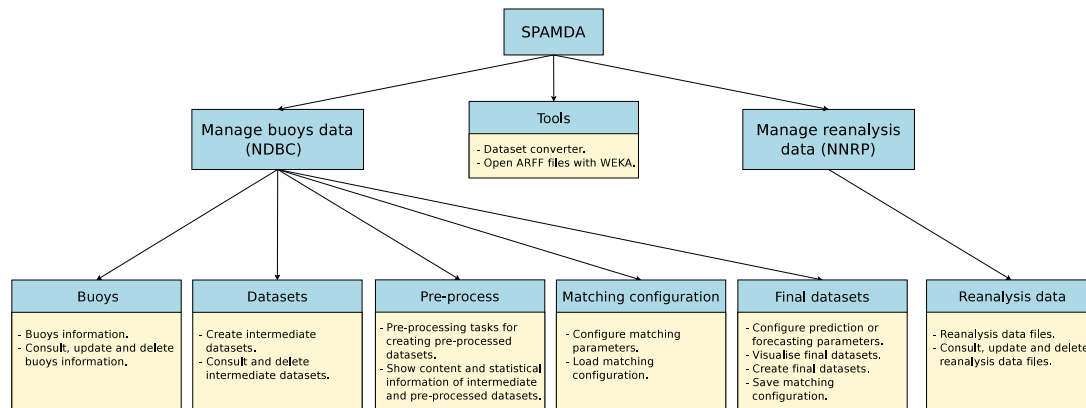 SPAMDA
Manage buoys data
(NDBC)
Tools
- Dataset converter.
- Open ARFF files with WEKA.
Manage reanalysis
data (NNRP)
Buoys
- Buoys information.
- Consult, update and delete
buoys information.
Datasets
- Create intermediate
datasets.
- Consult and delete
intermediate datasets.
Pre-process
- Pre-processing tasks for
creating pre-processed
datasets.
- Show content and statistical
information of intermediate
and pre-processed datasets.
Matching configuration
- Configure matching
parameters.
- Load matching
configuration.
Final datasets
- Configure prediction or
forecasting parameters.
- Visualise final datasets.
- Create final datasets.
- Save matching
configuration.
Reanalysis data
- Reanalysis data files.
- Consult, update and delete
reanalysis data files.